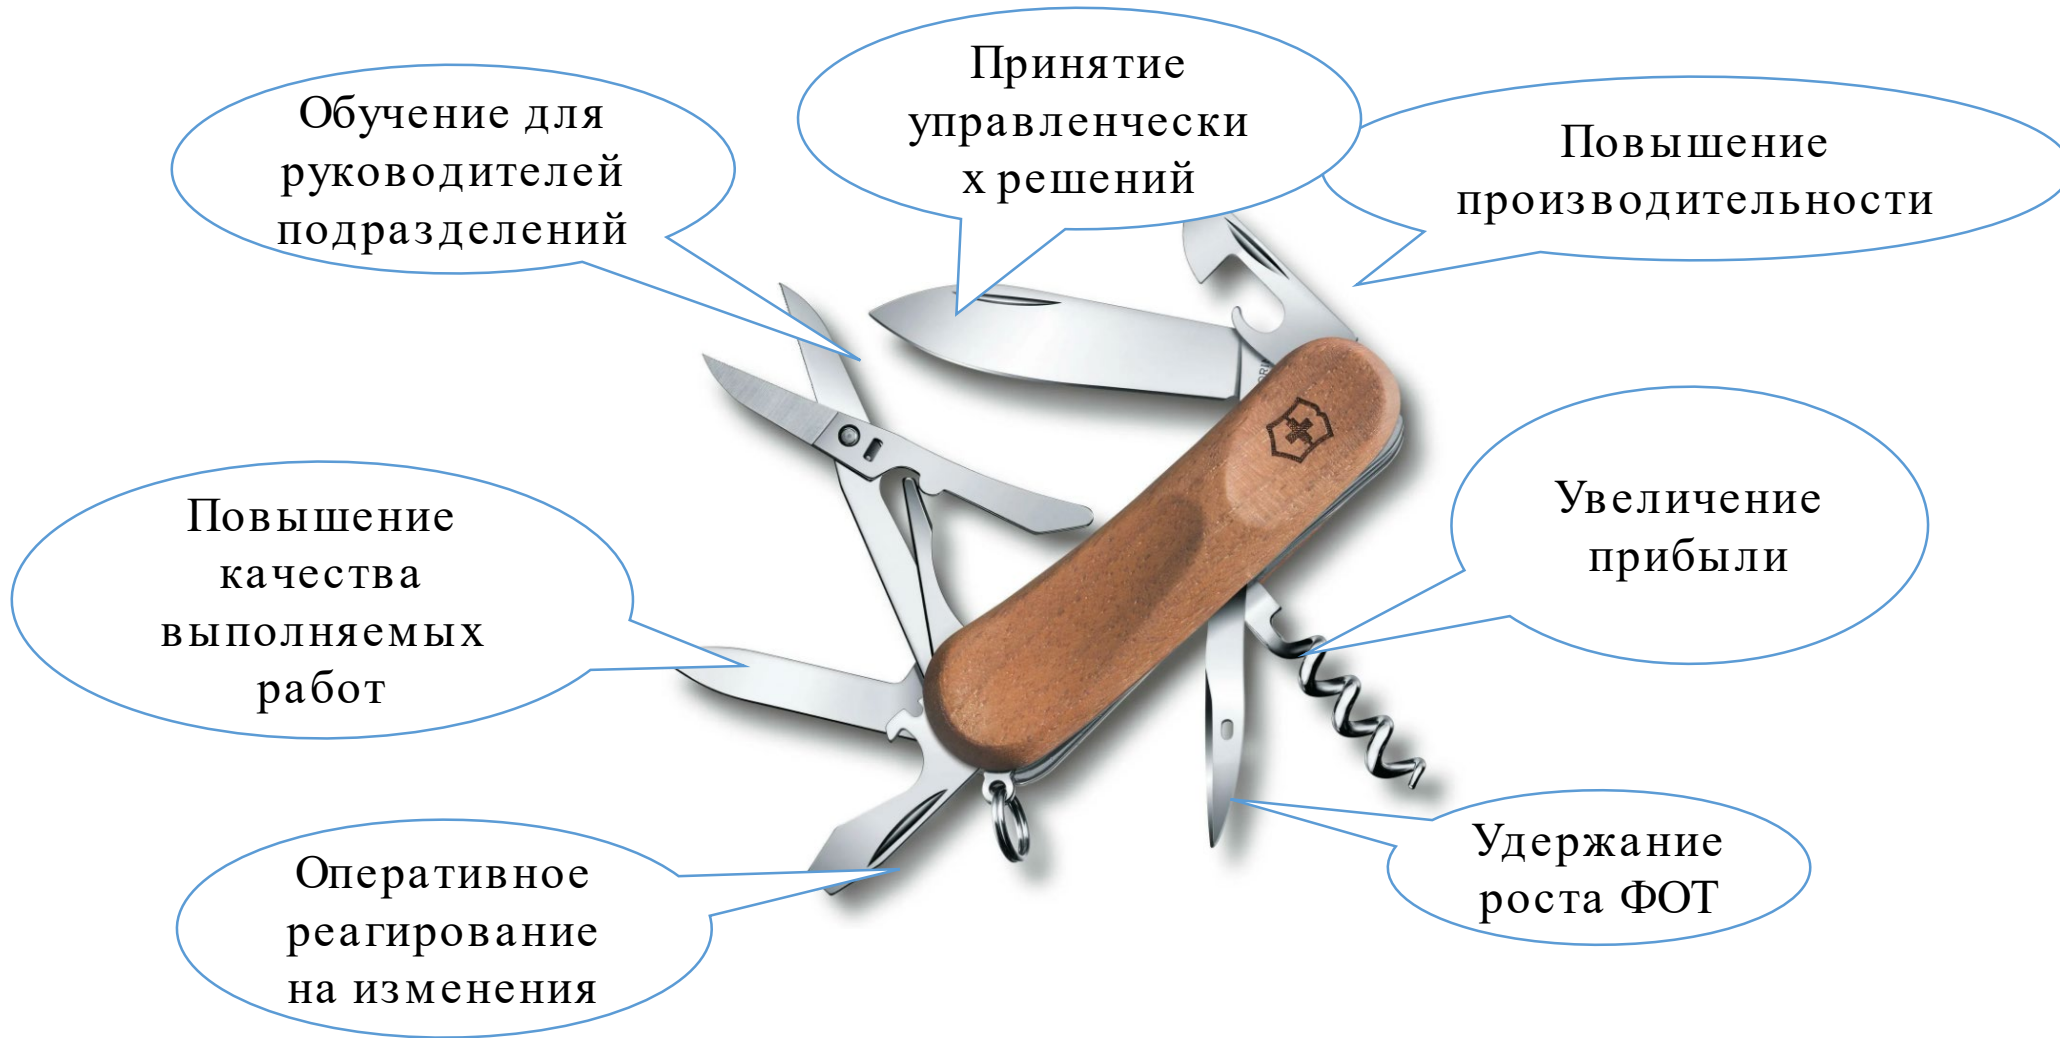 Обучение для
руководителей
подразделений
Принятие
управленчески
х решений
Повышение
производительности
Повышение
качества
выполняемых
работ
Увеличение
прибыли
Оперативное
реагирование
на изменения
Удержание
роста ФОТ